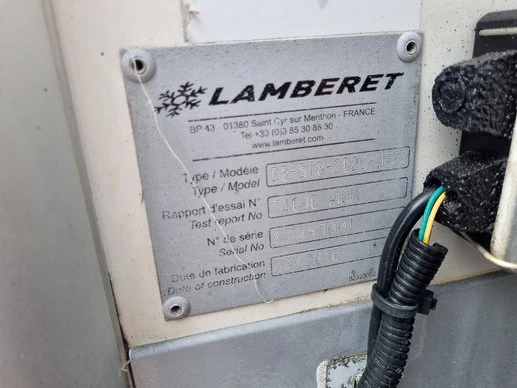 LAMBERET
BP 43 - 01380 Saint Cyr sur Menthon - FRANCE
Tel +33 (0)3 85 30 85 30
www.lamberet.com
Type / Modèle
Type / Model
Rapport d'essai N°
Test report No
N° de série
Serial No
Date de fabrication
Date of construction